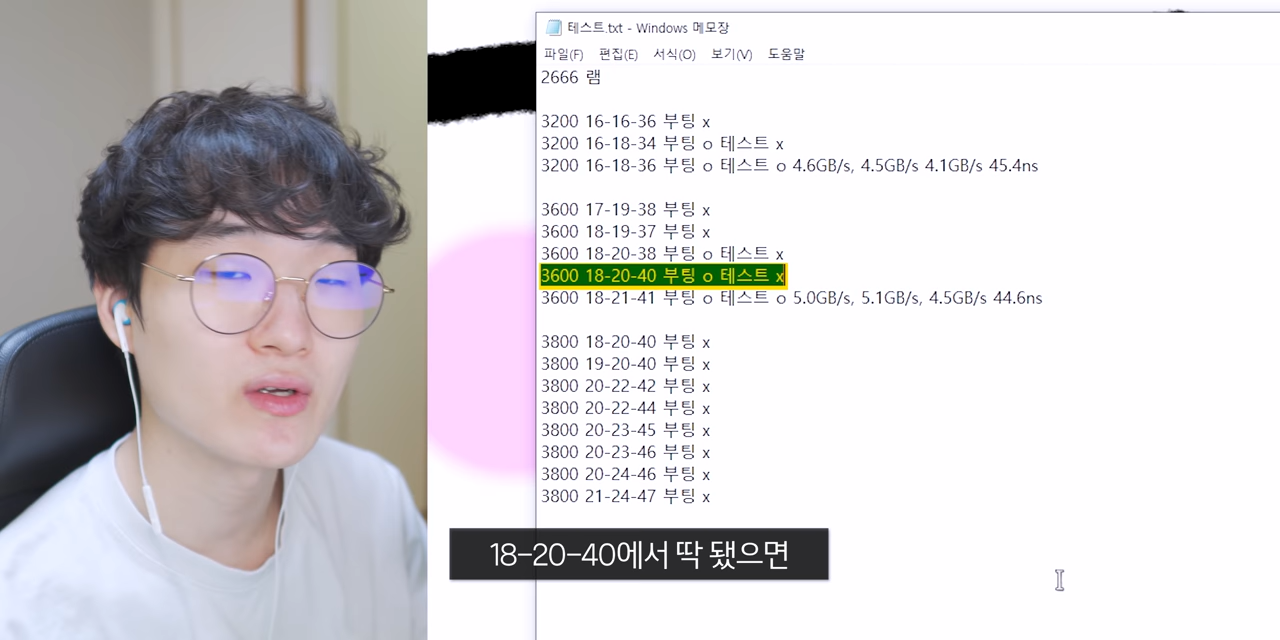 테스트.txt - Windows 메모장
파일(F) 편집(E) 서식(O) 보기(V) 도움말
2666 램
3200 16-16-36 부팅 x
3200 16-18-34 부팅 o 테스트 x
3200 16-18-36 부팅 o 테스트 o 4.6GB/s, 4.5GB/s 4.1GB/s 45.4ns
3600 17-19-38 부팅 x
3600 18-19-37 부팅 x
3600 18-20-38 부팅 o 테스트 x
3600 18-20-40 부팅 o 테스트 x
3600 18-21-41 부팅 o 테스트 o 5.0GB/s, 5.1GB/s, 4.5GB/s 44.6ns
3800 18-20-40 부팅 x
3800 19-20-40 부팅 x
3800 20-22-42 부팅 x
3800 20-22-44 부팅 x
3800 20-23-45 부팅 x
3800 20-23-46 부팅 x
3800 20-24-46 부팅 x
3800 21-24-47 부팅 x
18-20-40에서 딱 됐으면